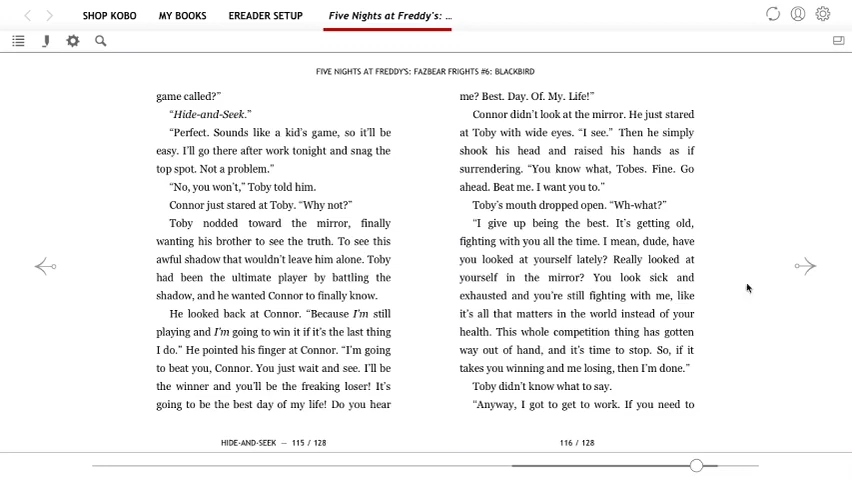 SHOP KOBO
MY BOOKS
EREADER SETUP
Five Nights at Freddy's: ...
FIVE NIGHTS AT FREDDY'S: FAZBEAR FRIGHTS #6: BLACKBIRD
game called?”
“Hide-and-Seek.”
“Perfect. Sounds like a kid’s game, so it’ll be
easy. I’ll go there after work tonight and snag the
top spot. Not a problem.”
“No, you won’t,” Toby told him.
Connor just stared at Toby. “Why not?”
Toby nodded toward the mirror, finally
wanting his brother to see the truth. To see this
awful shadow that wouldn’t leave him alone. Toby
had been the ultimate player by battling the
shadow, and he wanted Connor to finally know.
He looked back at Connor. “Because I’m still
playing and I’m going to win it if it’s the last thing
I do.” He pointed his finger at Connor. “I’m going
to beat you, Connor. You just wait and see. I’ll be
the winner and you’ll be the freaking loser! It’s
going to be the best day of my life! Do you hear
me? Best. Day. Of. My. Life!”
Connor didn’t look at the mirror. He just stared
at Toby with wide eyes. “I see.” Then he simply
shook his head and raised his hands as if
surrendering. “You know what, Tobes. Fine. Go
ahead. Beat me. I want you to.”
Toby’s mouth dropped open. “Wh-what?”
“I give up being the best. It’s getting old,
fighting with you all the time. I mean, dude, have
you looked at yourself lately? Really looked at
yourself in the mirror? You look sick and
exhausted and you’re still fighting with me, like
it’s all that matters in the world instead of your
health. This whole competition thing has gotten
way out of hand, and it’s time to stop. So, if it
takes you winning and me losing, then I’m done.”
Toby didn’t know what to say.
“Anyway, I got to get to work. If you need to
HIDE-AND-SEEK — 115 / 128
116 / 128